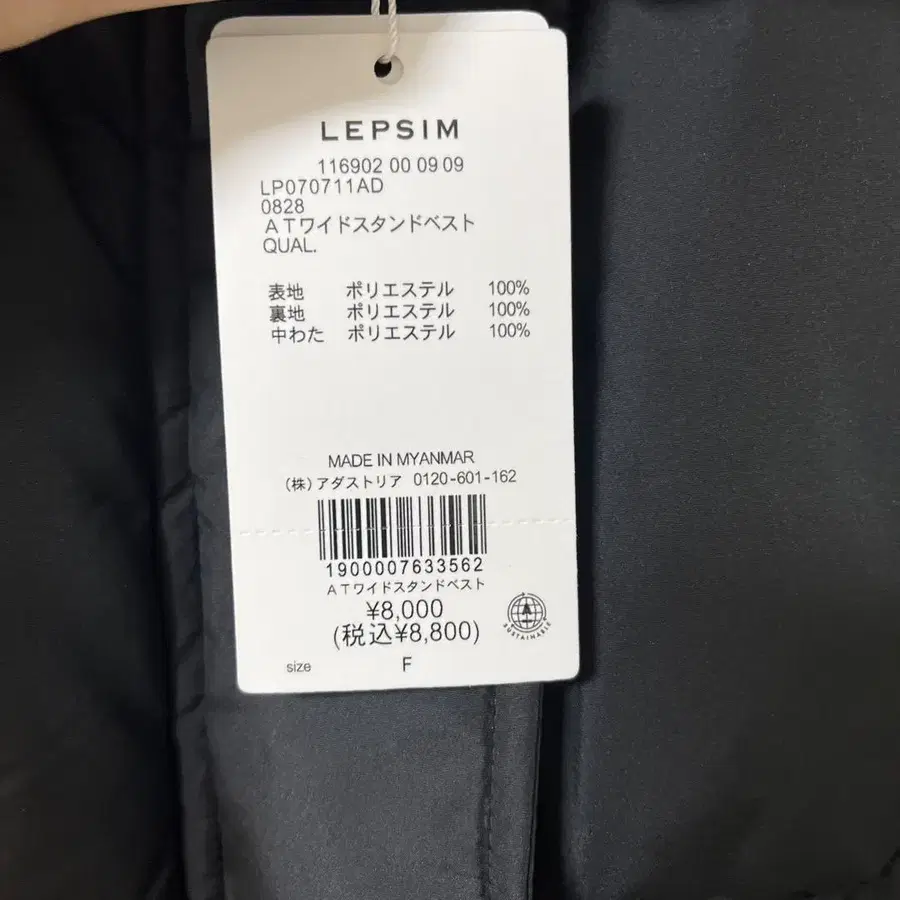 LEPSIM
116902 00 09 09
LP070711AD
0828
ATワイドスタンドベスト
QUAL.
表地 ポリエステル 100%
裏地 ポリエステル 100%
中わた ポリエステル 100%
MADE IN MYANMAR
(株)アダストリア 0120-601-162
1900007633562
ATワイドスタンドベスト
¥8,000
(税込¥8,800)
A
SUSTAINABLE
size F